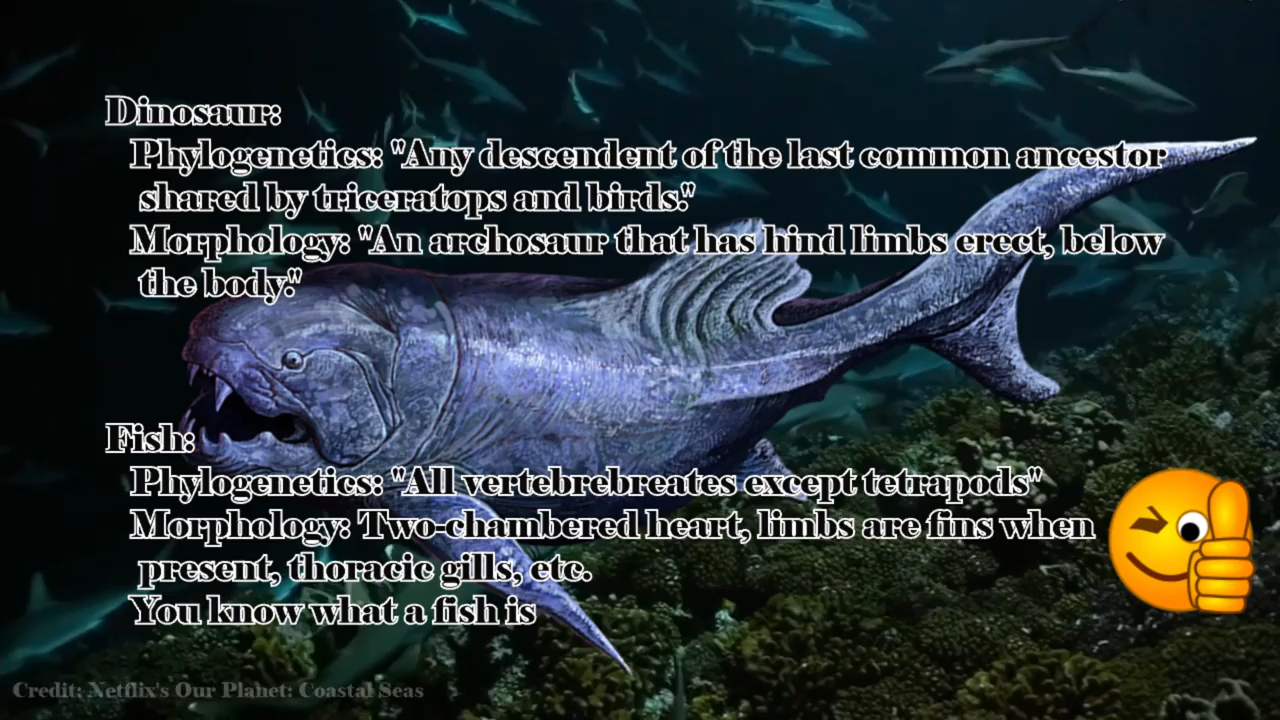 Dinosaur:
Phylogenetics: "Any descendent of the last common ancestor
shared by triceratops and birds."
Morphology: "An archosaur that has hind limbs erect, below
the body."
Fish:
Phylogenetics: "All vertebrebreates except tetrapods"
Morphology: Two-chambered heart, limbs are fins when
present, thoracic gills, etc.
You know what a fish is
Credit: Netflix's Our Planet: Coastal Seas